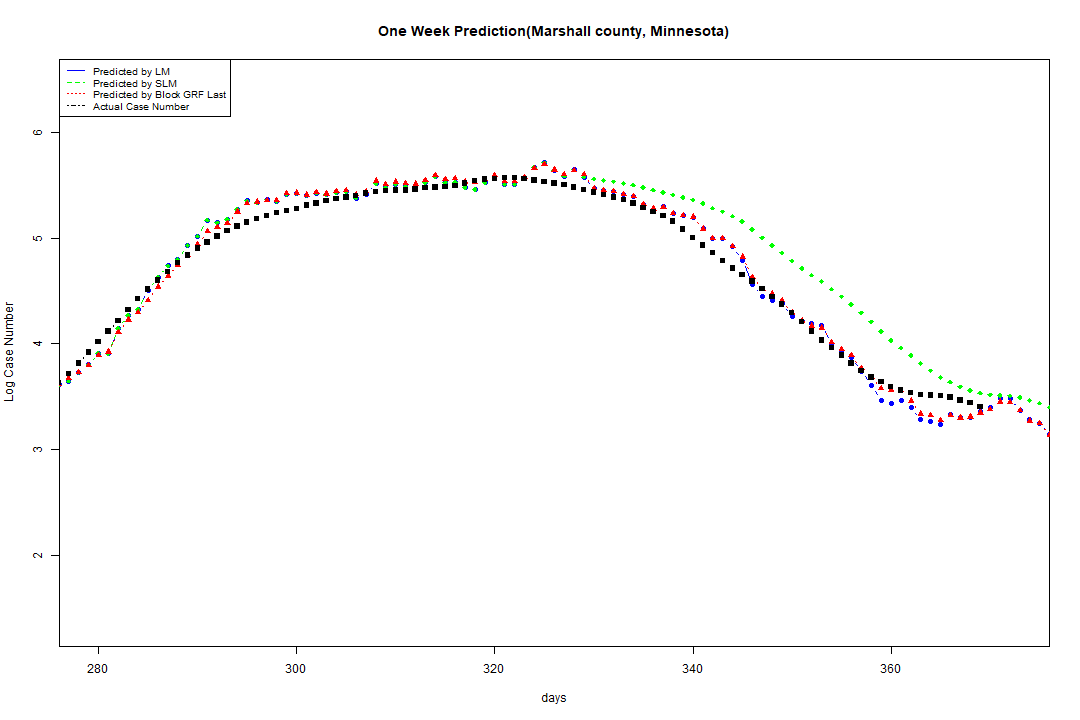 One Week Prediction(Marshall county, Minnesota)
Predicted by LM
Predicted by SLM
Predicted by Block GRF Last
Actual Case Number
6
5
4
3
2
Log Case Number
280 300 320 340 360
days